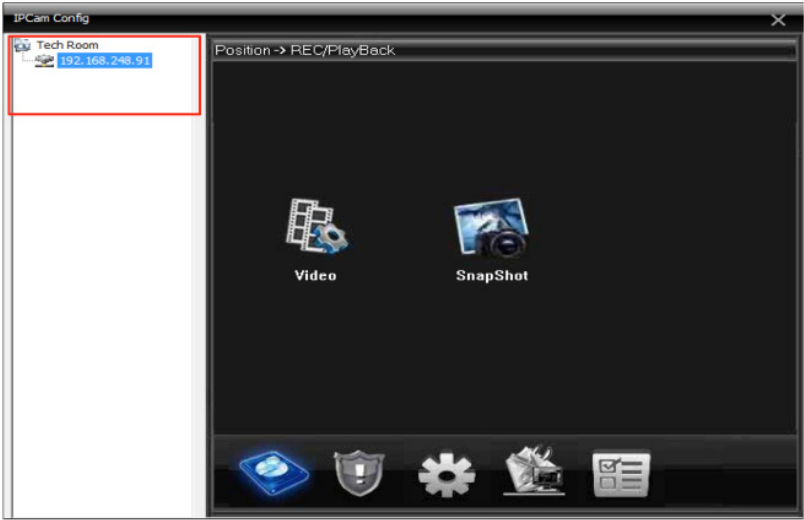 IPCam Config
Tech Room
192.168.248.91
Position -> REC/PlayBack
Video
SnapShot